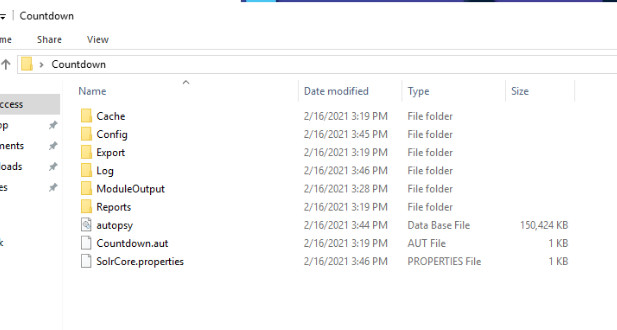 Countdown
me Share View
Countdown
Name Date modified Type Size
ccess
op
ments
loads
es
k
Cache 2/16/2021 3:19 PM File folder
Config 2/16/2021 3:45 PM File folder
Export 2/16/2021 3:19 PM File folder
Log 2/16/2021 3:46 PM File folder
ModuleOutput 2/16/2021 3:28 PM File folder
Reports 2/16/2021 3:19 PM File folder
autopsy 2/16/2021 3:44 PM Data Base File 150,424 KB
Countdown.aut 2/16/2021 3:19 PM AUT File 1 KB
SolrCore.properties 2/16/2021 3:46 PM PROPERTIES File 1 KB